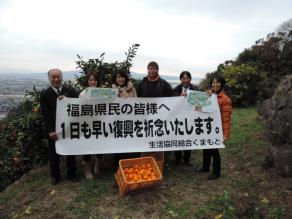 福島県民の皆様へ
1日も早い復興を祈念いたします。
生活協同組合くまもと